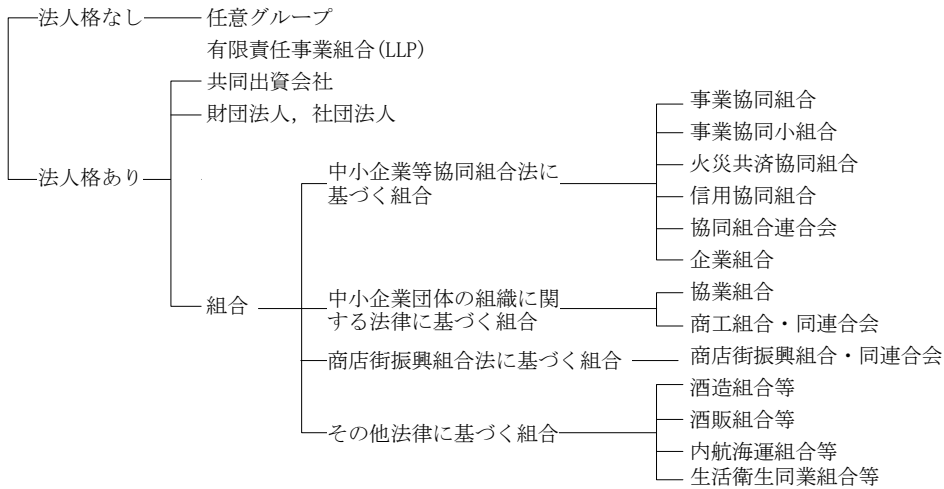 法人格なし
任意グループ
有限責任事業組合(LLP)
共同出資会社
財団法人，社団法人
法人格あり
組合
中小企業等協同組合法に
基づく組合
事業協同組合
事業協同小組合
火災共済協同組合
信用協同組合
協同組合連合会
企業組合
中小企業団体の組織に関
する法律に基づく組合
協業組合
商工組合・同連合会
商店街振興組合法に基づく組合
商店街振興組合・同連合会
その他法律に基づく組合
酒造組合等
酒販組合等
内航海運組合等
生活衛生同業組合等